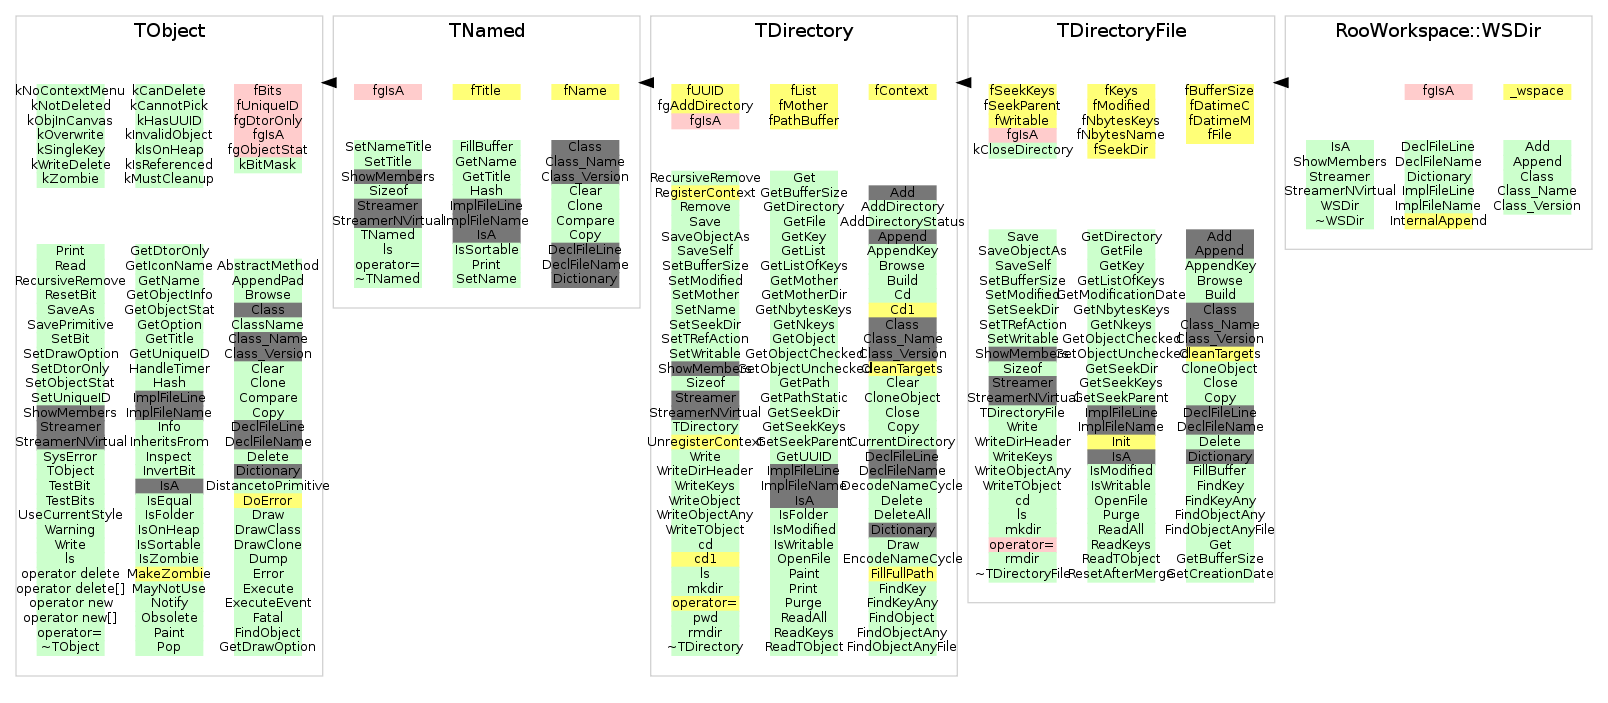 TObject
kNoContextMenu kCanDelete fBits
kNotDeleted kCannotPick fUniqueID
kObjInCanvas kHasUUID fgDtorOnly
kOverwrite kInvalidObject fgIsA
kSingleKey kIsOnHeap fgObjectStat
kWriteDelete kIsReferenced kBitMask
kZombie kMustCleanup
Print GetDtorOnly
Read GetIconName AbstractMethod
RecursiveRemove GetName AppendPad
ResetBit GetObjectInfo Browse
SaveAs GetObjectStat Class
SavePrimitive GetOption ClassName
SetBit GetTitle Class_Name
SetDrawOption GetUniqueID Class_Version
SetDtorOnly HandleTimer Clear
SetObjectStat Hash Clone
SetUniqueID ImplFileLine Compare
ShowMembers ImplFileName Copy
Streamer Info DeclFileLine
StreamerNVirtual InheritsFrom DeclFileName
SysError Inspect Delete
TObject InvertBit Dictionary
TestBit IsA DistancetoPrimitive
TestBits IsEqual DoError
UseCurrentStyle IsFolder Draw
Warning IsOnHeap DrawClass
Write IsSortable DrawClone
ls IsZombie Dump
operator delete MakeZombie Error
operator delete[] MayNotUse Execute
operator new Notify ExecuteEvent
operator new[] Obsolete Fatal
operator= Paint FindObject
~TObject Pop GetDrawOption
TNamed
fgIsA fTitle fName
SetNameTitle FillBuffer Class
SetTitle GetName Class_Name
ShowMembers GetTitle Class_Version
Sizeof Hash Clear
Streamer ImplFileLine Clone
StreamerNVirtual ImplFileName Compare
TNamed IsA Copy
ls IsSortable DeclFileLine
operator= Print DeclFileName
~TNamed SetName Dictionary
TDirectory
fUUID fList fContext
fgAddDirectory fMother
fgIsA fPathBuffer
RecursiveRemove Get
RegisterContext GetBufferSize Add
Remove GetDirectory AddDirectory
Save GetFile AddDirectoryStatus
SaveObjectAs GetKey Append
SaveSelf GetList AppendKey
SetBufferSize GetListOfKeys Browse
SetModified GetMother Build
SetMother GetMotherDir Cd
SetName GetNbytesKeys Cd1
SetSeekDir GetNkeys Class
SetTRefAction GetObject Class_Name
SetWritable GetObjectChecked Class_Version
ShowMembers GetObjectUnchecked CleanTargets
Sizeof GetPath Clear
Streamer GetPathStatic CloneObject
StreamerNVirtual GetSeekDir Close
TDirectory GetSeekKeys Copy
UnregisterContext GetSeekParent CurrentDirectory
Write GetUUID DeclFileLine
WriteDirHeader ImplFileLine DeclFileName
WriteKeys ImplFileName DecodeNameCycle
WriteObject IsA Delete
WriteObjectAny IsFolder DeleteAll
WriteTObject IsModified Dictionary
cd IsWritable Draw
cd1 OpenFile EncodeNameCycle
ls Paint FillFullPath
mkdir Print FindKey
operator= Purge FindKeyAny
pwd ReadAll FindObject
rmdir ReadKeys FindObjectAny
~TDirectory ReadTObject FindObjectAnyFile
TDirectoryFile
fSeekKeys fKeys fBufferSize
fSeekParent fModified fDatimeC
fWritable fNbytesKeys fDatimeM
fgIsA fNbytesName fFile
kCloseDirectory fSeekDir
Save GetDirectory Add
SaveObjectAs GetFile Append
SaveSelf GetKey AppendKey
SetBufferSize GetListOfKeys Browse
SetModified GetModificationDate Build
SetSeekDir GetNbytesKeys Class
SetTRefAction GetNkeys Class_Name
SetWritable GetObjectChecked Class_Version
ShowMembers GetObjectUnchecked CleanTargets
Sizeof GetSeekDir CloneObject
Streamer GetSeekKeys Close
StreamerNVirtual GetSeekParent Copy
TDirectoryFile ImplFileLine DeclFileLine
Write ImplFileName DeclFileName
WriteDirHeader Init Delete
WriteKeys IsA Dictionary
WriteObjectAny IsModified FillBuffer
WriteTObject IsWritable FindKey
cd OpenFile FindKeyAny
ls Purge FindObjectAny
mkdir ReadAll FindObjectAnyFile
operator= ReadKeys Get
rmdir ReadTObject GetBufferSize
~TDirectoryFile ResetAfterMerge GetCreationDate
RooWorkspace::WSDir
fgIsA _wspace
IsA DeclFileLine Add
ShowMembers DeclFileName Append
Streamer Dictionary Class
StreamerNVirtual ImplFileLine Class_Name
WSDir ImplFileName Class_Version
~WSDir InternalAppend